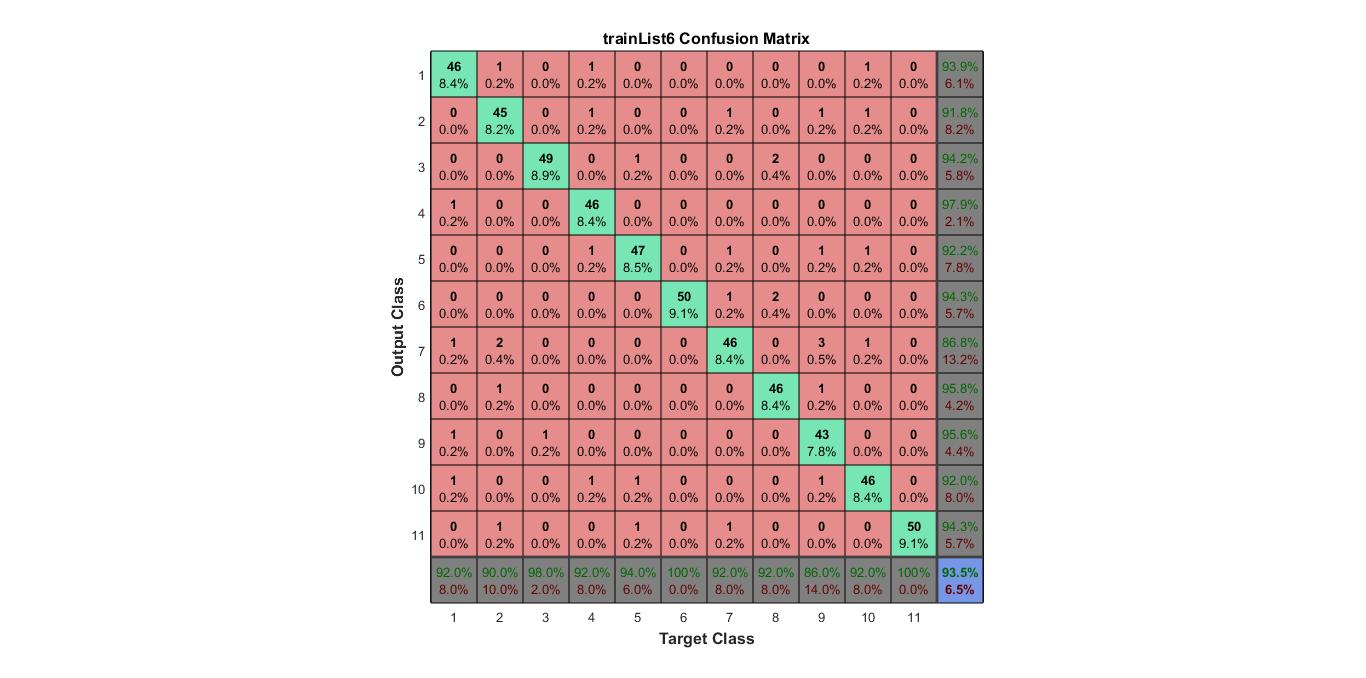 trainList6 Confusion Matrix
46 1 0 1 0 0 0 0 0 1 0 93.9%
1
8.4% 0.2% 0.0% 0.2% 0.0% 0.0% 0.0% 0.0% 0.0% 0.2% 0.0% 6.1%
0 45 0 1 0 0 1 0 1 1 0 91.8%
2
0.0% 8.2% 0.0% 0.2% 0.0% 0.0% 0.2% 0.0% 0.2% 0.2% 0.0% 8.2%
0 0 49 0 1 0 0 2 0 0 0 94.2%
3
0.0% 0.0% 8.9% 0.0% 0.2% 0.0% 0.0% 0.4% 0.0% 0.0% 0.0% 5.8%
1 0 0 46 0 0 0 0 0 0 0 97.9%
4
0.2% 0.0% 0.0% 8.4% 0.0% 0.0% 0.0% 0.0% 0.0% 0.0% 0.0% 2.1%
0 0 0 1 47 0 1 0 1 1 0 92.2%
5
0.0% 0.0% 0.0% 0.2% 8.5% 0.0% 0.2% 0.0% 0.2% 0.2% 0.0% 7.8%
0 0 0 0 0 50 1 2 0 0 0 94.3%
6
0.0% 0.0% 0.0% 0.0% 0.0% 9.1% 0.2% 0.4% 0.0% 0.0% 0.0% 5.7%
1 2 0 0 0 0 46 0 3 1 0 86.8%
7
0.2% 0.4% 0.0% 0.0% 0.0% 0.0% 8.4% 0.0% 0.5% 0.2% 0.0% 13.2%
0 1 0 0 0 0 0 46 1 0 0 95.8%
8
0.0% 0.2% 0.0% 0.0% 0.0% 0.0% 0.0% 8.4% 0.2% 0.0% 0.0% 4.2%
1 0 1 0 0 0 0 0 43 0 0 95.6%
9
0.2% 0.0% 0.2% 0.0% 0.0% 0.0% 0.0% 0.0% 7.8% 0.0% 0.0% 4.4%
1 0 0 1 1 0 0 0 1 46 0 92.0%
10
0.2% 0.0% 0.0% 0.2% 0.2% 0.0% 0.0% 0.0% 0.2% 8.4% 0.0% 8.0%
0 1 0 0 1 0 1 0 0 0 50 94.3%
11
0.0% 0.2% 0.0% 0.0% 0.2% 0.0% 0.2% 0.0% 0.0% 0.0% 9.1% 5.7%
92.0% 90.0% 98.0% 92.0% 94.0% 100% 92.0% 92.0% 86.0% 92.0% 100% 93.5%
8.0% 10.0% 2.0% 8.0% 6.0% 0.0% 8.0% 8.0% 14.0% 8.0% 0.0% 6.5%
1 2 3 4 5 6 7 8 9 10 11
Target Class
Output Class